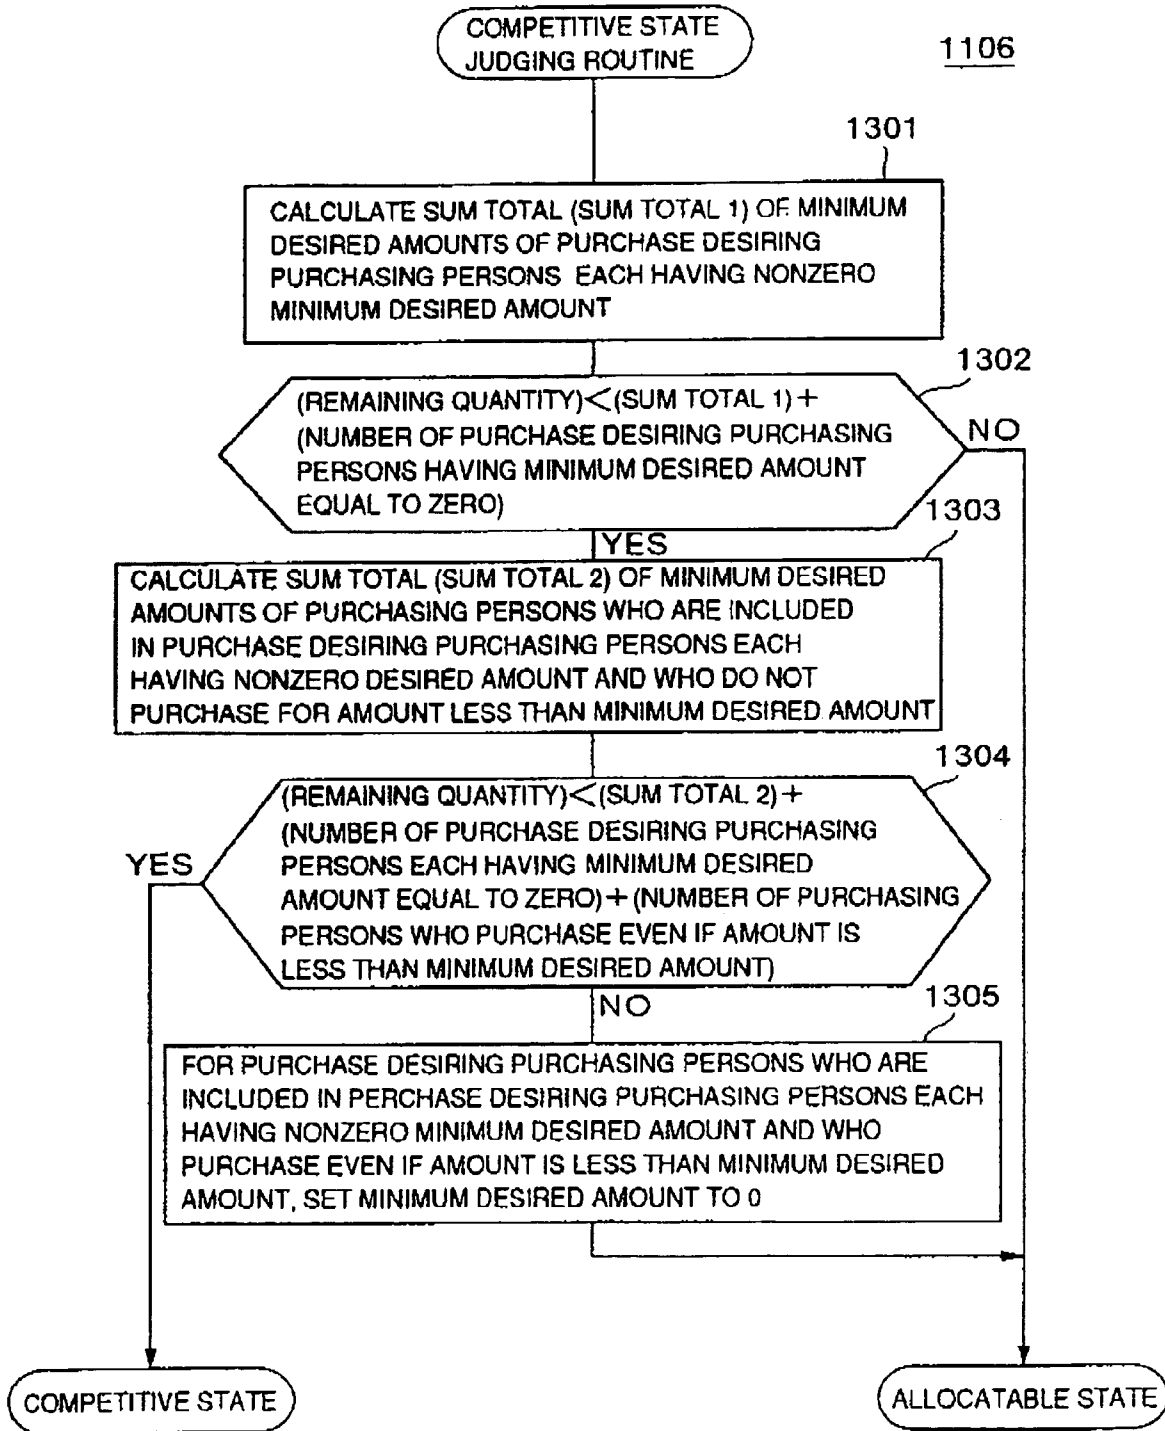 COMPETITIVE STATE
JUDGING ROUTINE
1106
1301
CALCULATE SUM TOTAL (SUM TOTAL 1) OF MINIMUM
DESIRED AMOUNTS OF PURCHASE DESIRING
PURCHASING PERSONS EACH HAVING NONZERO
MINIMUM DESIRED AMOUNT
1302
(REMAINING QUANTITY)<(SUM TOTAL 1)+
(NUMBER OF PURCHASE DESIRING PURCHASING
PERSONS HAVING MINIMUM DESIRED AMOUNT
EQUAL TO ZERO)
NO
YES
1303
CALCULATE SUM TOTAL (SUM TOTAL 2) OF MINIMUM DESIRED
AMOUNTS OF PURCHASING PERSONS WHO ARE INCLUDED
IN PURCHASE DESIRING PURCHASING PERSONS EACH
HAVING NONZERO DESIRED AMOUNT AND WHO DO NOT
PURCHASE FOR AMOUNT LESS THAN MINIMUM DESIRED AMOUNT
1304
(REMAINING QUANTITY)<(SUM TOTAL 2)+
(NUMBER OF PURCHASE DESIRING PURCHASING
PERSONS EACH HAVING MINIMUM DESIRED
AMOUNT EQUAL TO ZERO)+(NUMBER OF PURCHASING
PERSONS WHO PURCHASE EVEN IF AMOUNT IS
LESS THAN MINIMUM DESIRED AMOUNT)
YES
NO
1305
FOR PURCHASE DESIRING PURCHASING PERSONS WHO ARE
INCLUDED IN PERCHASE DESIRING PURCHASING PERSONS EACH
HAVING NONZERO MINIMUM DESIRED AMOUNT AND WHO
PURCHASE EVEN IF AMOUNT IS LESS THAN MINIMUM DESIRED
AMOUNT, SET MINIMUM DESIRED AMOUNT TO 0
COMPETITIVE STATE
ALLOCATABLE STATE